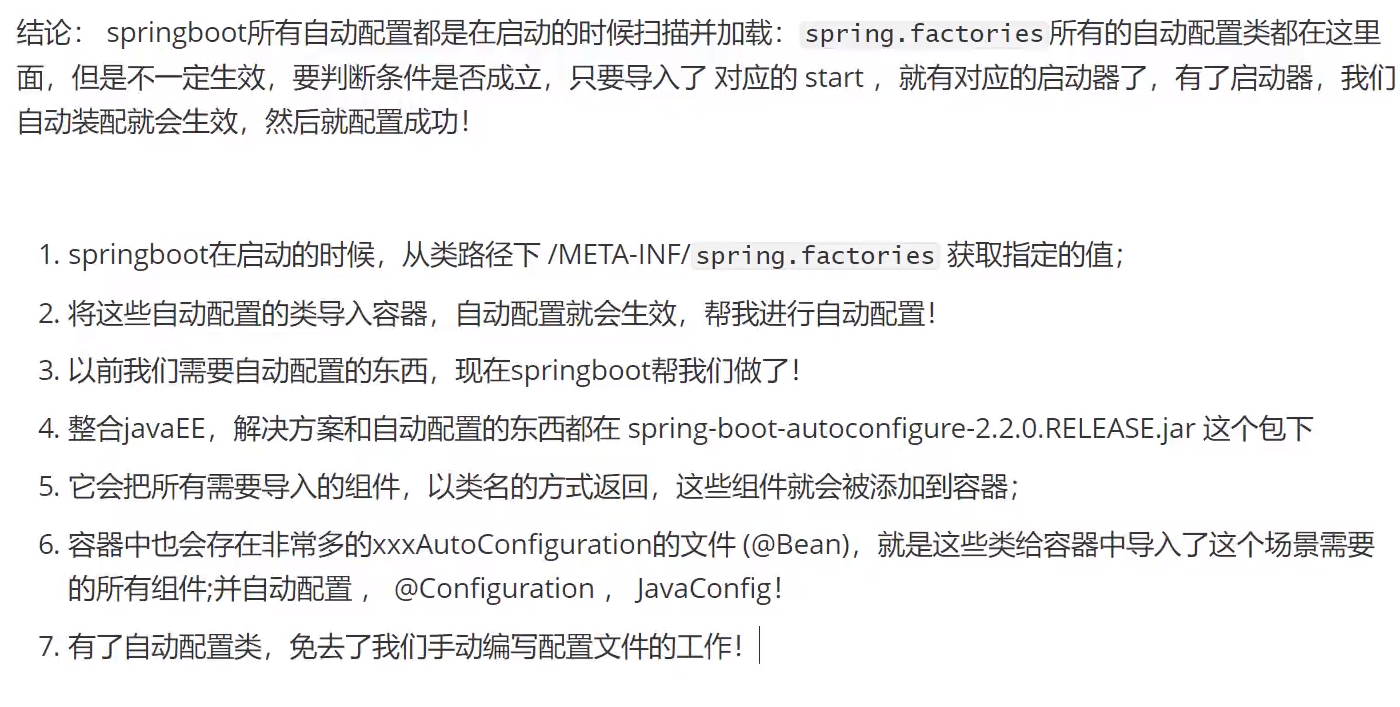 结论： springboot所有自动配置都是在启动的时候扫描并加载：spring.factories所有的自动配置类都在这里
面，但是不一定生效，要判断条件是否成立，只要导入了 对应的 start ，就有对应的启动器了，有了启动器，我们
自动装配就会生效，然后就配置成功！
1. springboot在启动的时候，从类路径下 /META-INF/spring.factories 获取指定的值；
2. 将这些自动配置的类导入容器，自动配置就会生效，帮我进行自动配置！
3. 以前我们需要自动配置的东西，现在springboot帮我们做了！
4. 整合javaEE，解决方案和自动配置的东西都在 spring-boot-autoconfigure-2.2.0.RELEASE.jar 这个包下
5. 它会把所有需要导入的组件，以类名的方式返回，这些组件就会被添加到容器；
6. 容器中也会存在非常多的xxxAutoConfiguration的文件 (@Bean)，就是这些类给容器中导入了这个场景需要
的所有组件;并自动配置 ， @Configuration ， JavaConfig！
7. 有了自动配置类，免去了我们手动编写配置文件的工作！